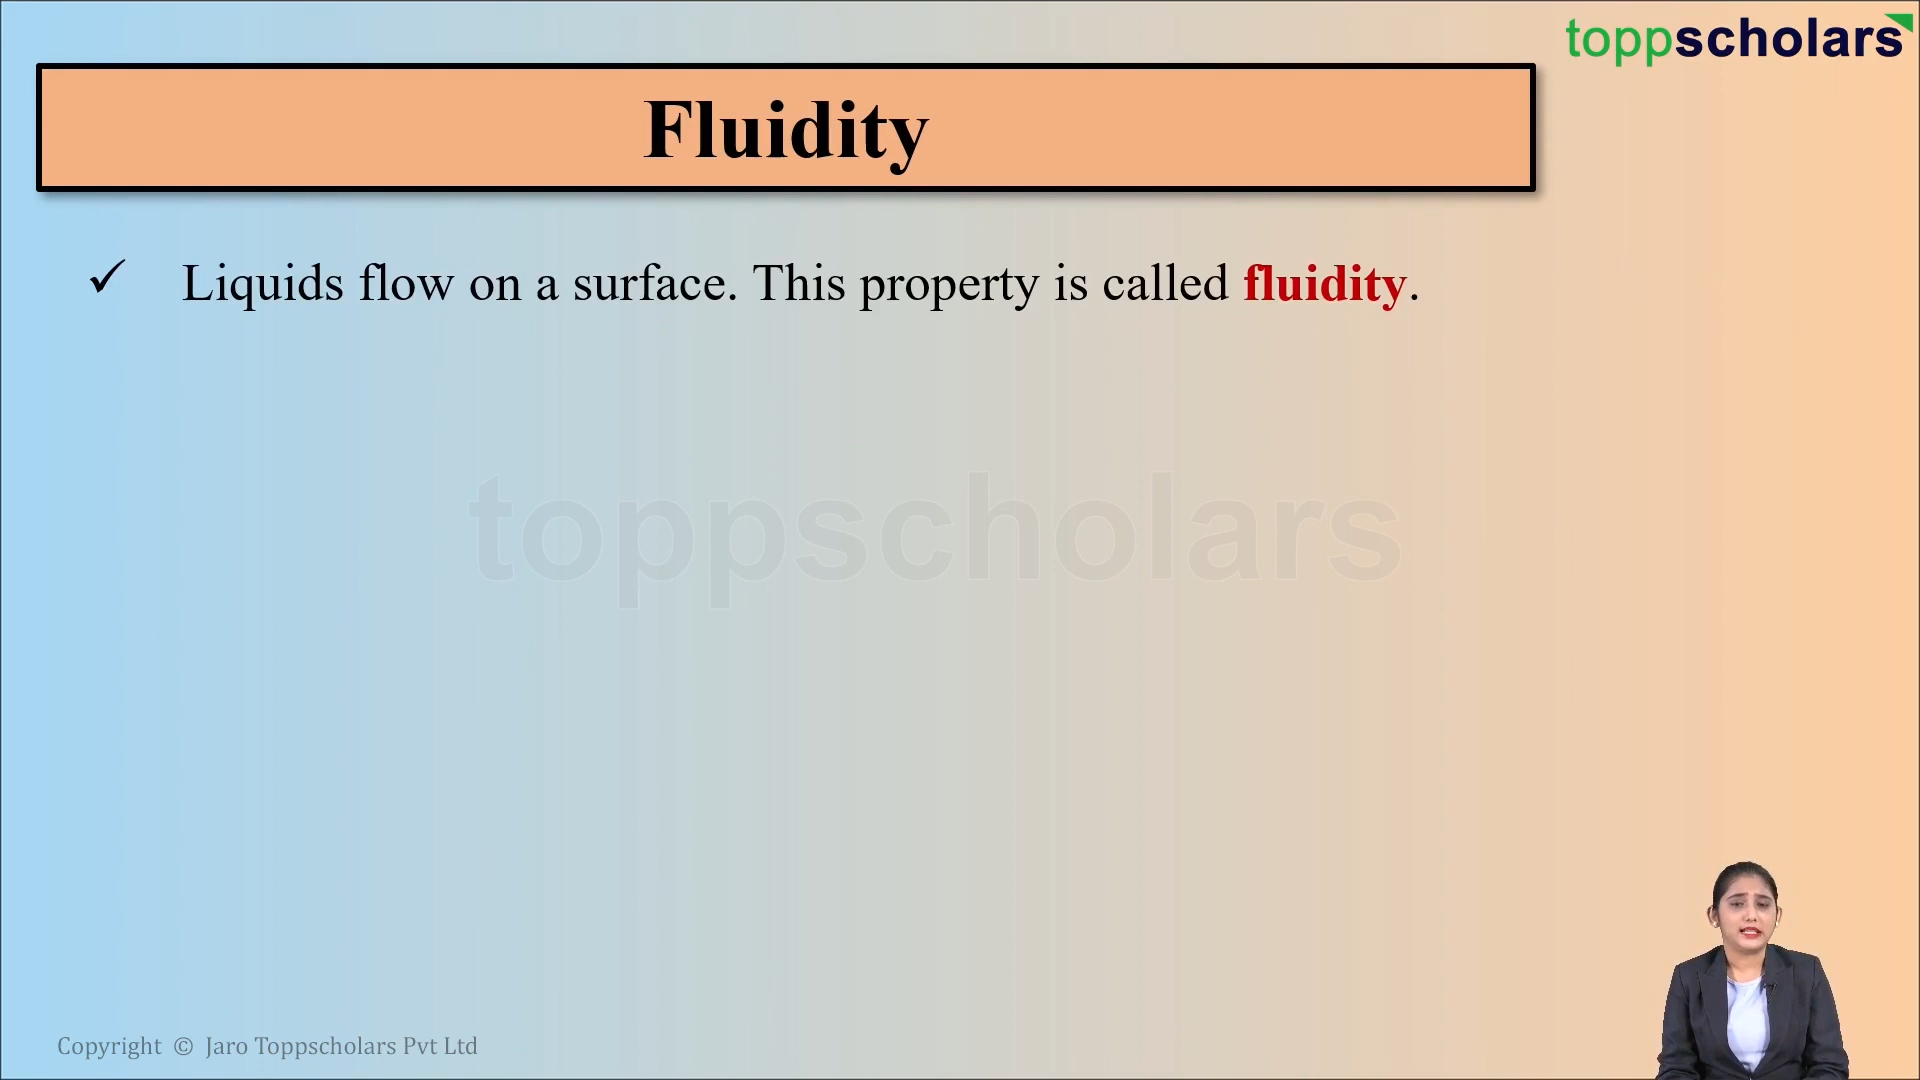 toppscholars
Fluidity
✓ Liquids flow on a surface. This property is called fluidity.
toppscholars
Copyright © Jaro Toppscholars Pvt Ltd